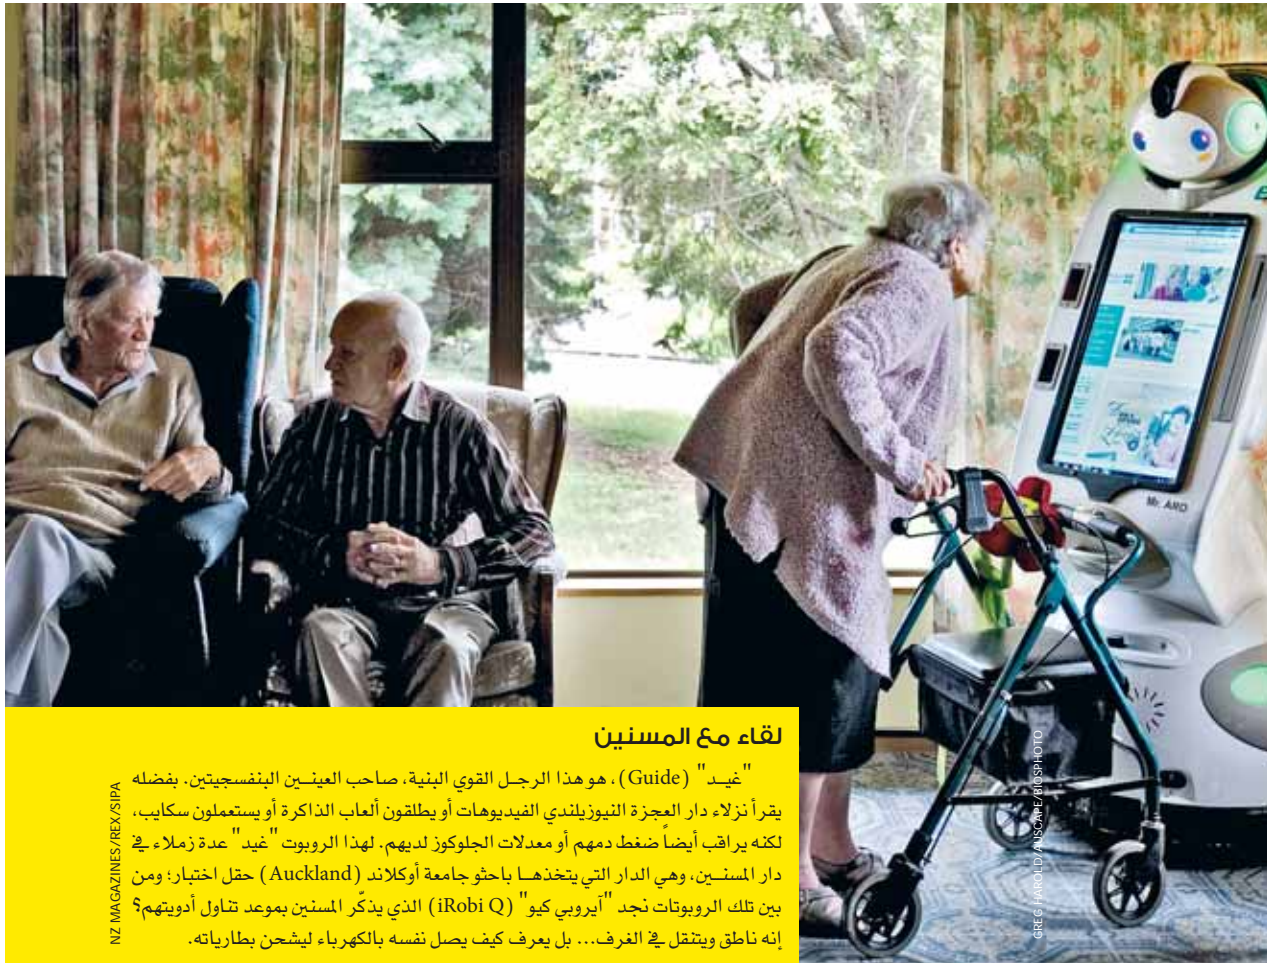 Mr. ARD
لقاء مع المسنين
"غيد" (Guide)، هو هذا الرجل القوي البنية، صاحب العينين البنفسجيتين. بفضله
يقرأ نزلاء دار العجزة النيوزيلندي الفيديوهات أو يطلقون ألعاب الذاكرة أو يستعملون سكايب،
لكنه يراقب أيضاً ضغط دمهم أو معدلات الجلوكوز لديهم. لهذا الروبوت "غيد" عدة زملاء في
دار المسنين، وهي الدار التي يتخذها باحثو جامعة أوكلاند (Auckland) حقل اختبار؛ ومن
بين تلك الروبوتات نجد "آيروبي كيو" (iRobi Q) الذي يذكّر المسنين بموعد تناول أدويتهم؟
إنه ناطق ويتنقل في الغرف... بل يعرف كيف يصل نفسه بالكهرباء ليشحن بطارياته.
NZ MAGAZINES/REX/SIPA
GREG HAROLD/AUSCAPE/BIOSPHOTO